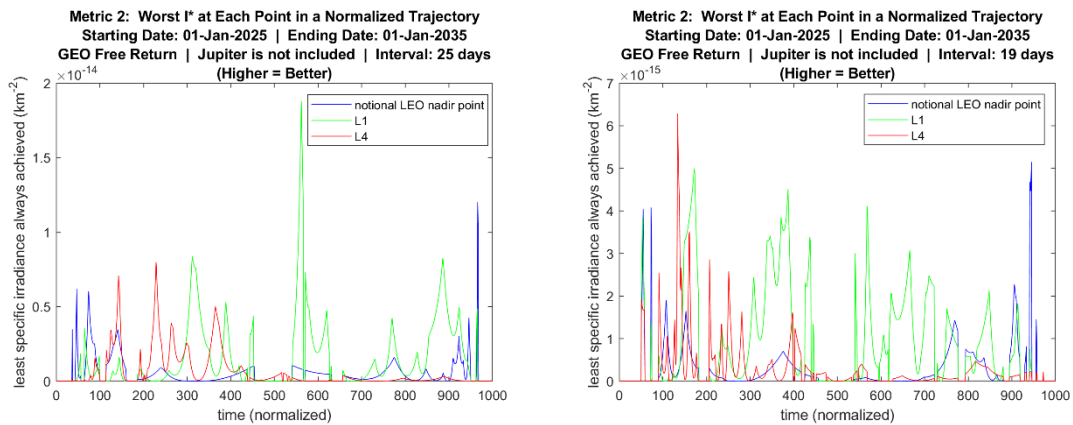 Metric 2:  Worst I* at Each Point in a Normalized Trajectory
Starting Date: 01-Jan-2025  |  Ending Date: 01-Jan-2035
GEO Free Return  |  Jupiter is not included  |  Interval: 25 days
(Higher = Better)
×10-14
2
1.5
1
0.5
0
least specific irradiance always achieved (km-2)
notional LEO nadir point
L1
L4
0 100 200 300 400 500 600 700 800 900 1000
time (normalized)
Metric 2:  Worst I* at Each Point in a Normalized Trajectory
Starting Date: 01-Jan-2025  |  Ending Date: 01-Jan-2035
GEO Free Return  |  Jupiter is not included  |  Interval: 19 days
(Higher = Better)
×10-15
7
6
5
4
3
2
1
0
least specific irradiance always achieved (km-2)
notional LEO nadir point
L1
L4
0 100 200 300 400 500 600 700 800 900 1000
time (normalized)